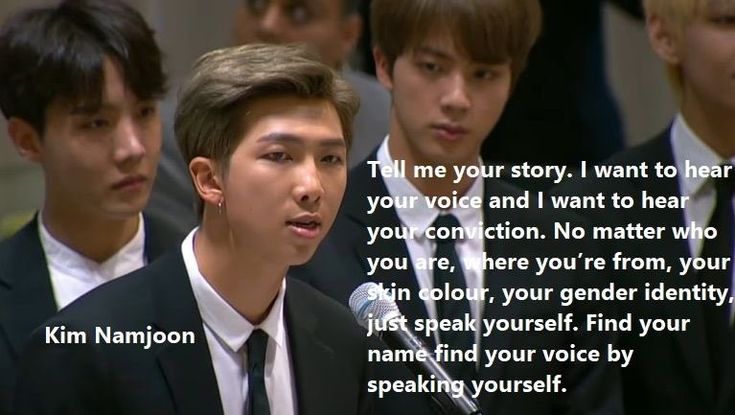 Tell me your story. I want to hear
your voice and I want to hear
your conviction. No matter who
you are, where you’re from, your
skin colour, your gender identity,
just speak yourself. Find your
name find your voice by
speaking yourself.
Kim Namjoon